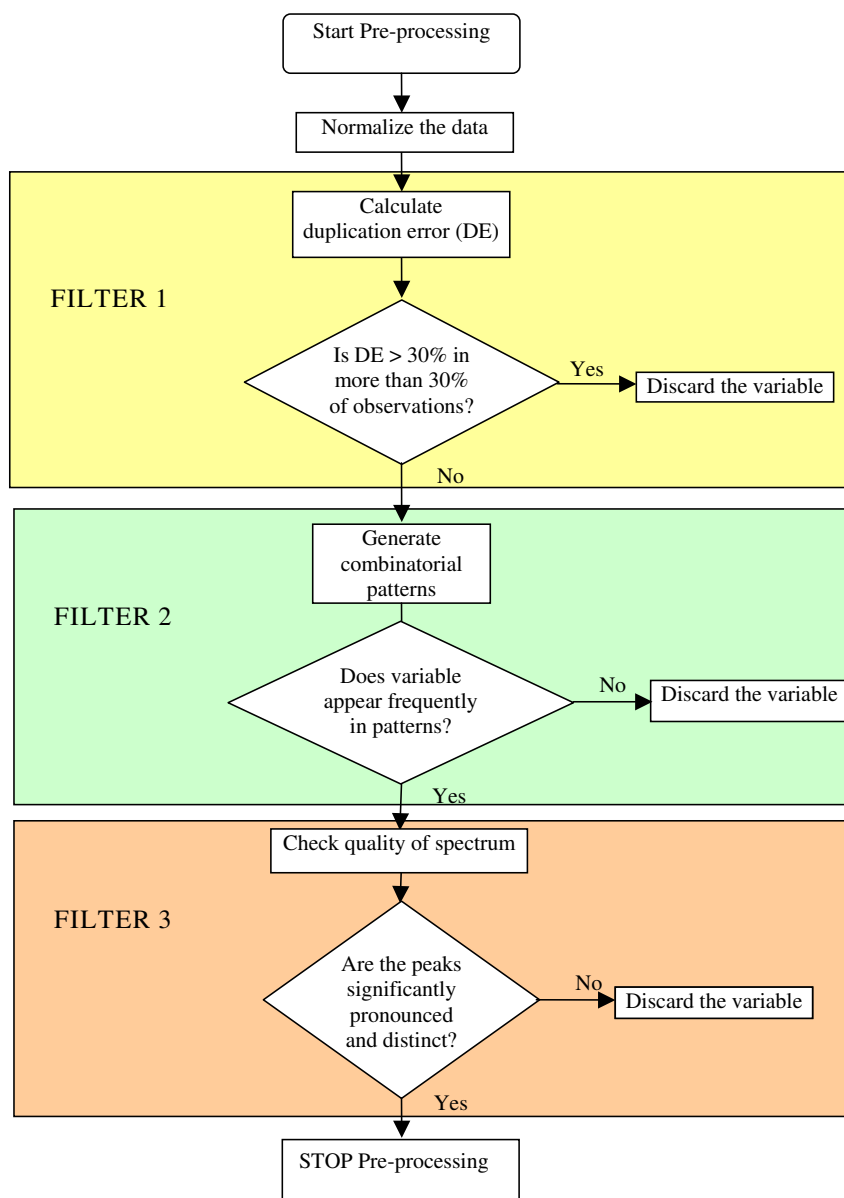 Start Pre-processing
Normalize the data
Calculate
duplication error (DE)
FILTER 1
Is DE > 30% in
more than 30%
of observations?
Yes
Discard the variable
No
Generate
combinatorial
patterns
FILTER 2
Does variable
appear frequently
in patterns?
No
Discard the variable
Yes
Check quality of spectrum
FILTER 3
Are the peaks
significantly
pronounced
and distinct?
No
Discard the variable
Yes
STOP Pre-processing